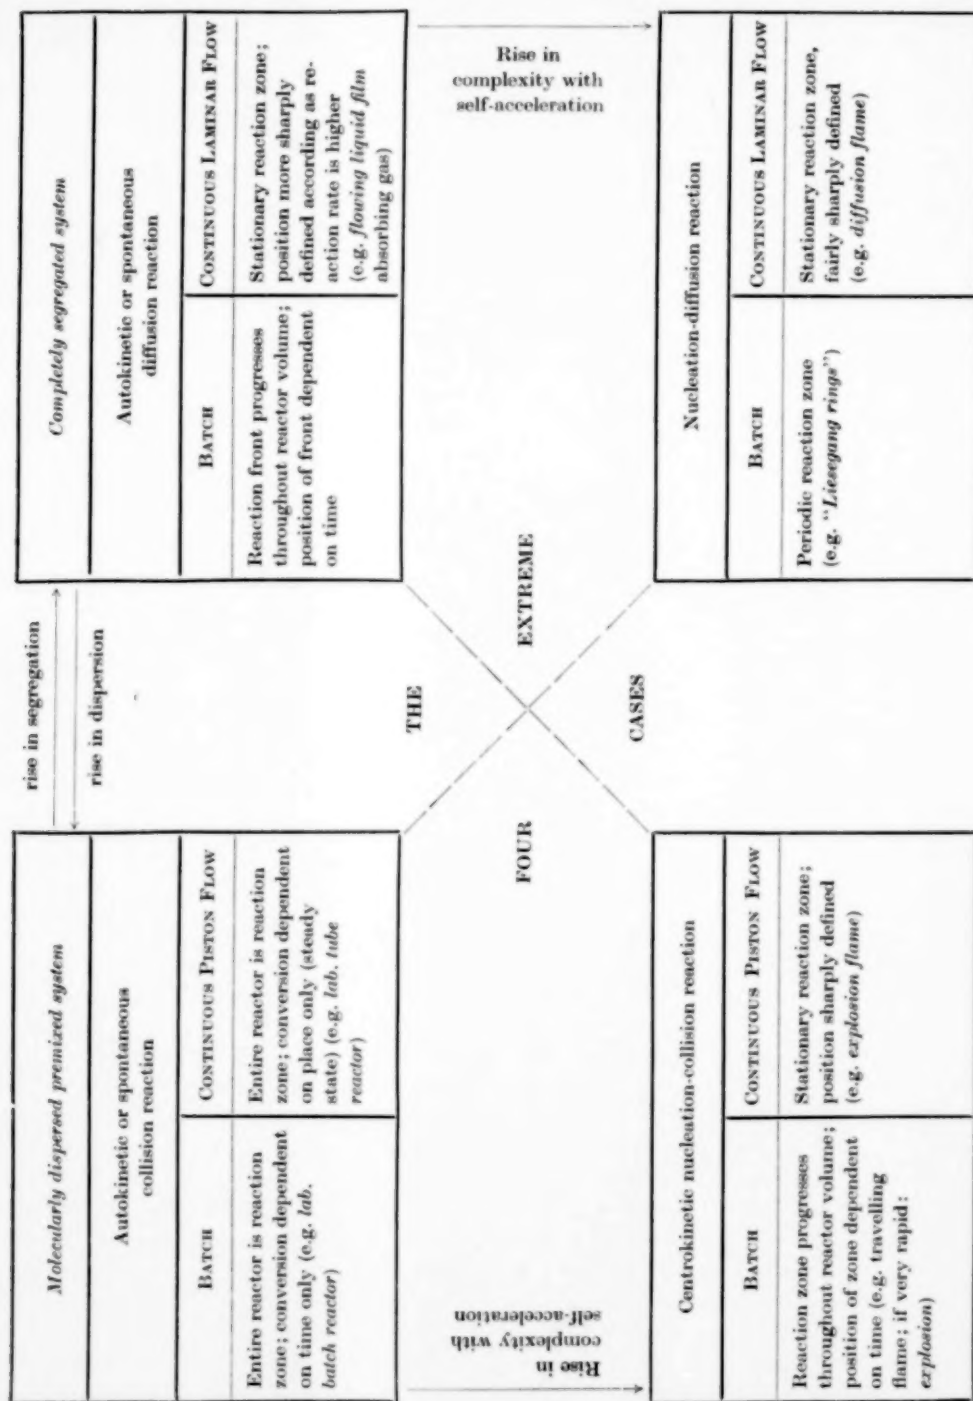 Molecularly dispersed premixed system
Autokinetic or spontaneous
collision reaction
BATCH
Entire reactor is reaction
zone; conversion dependent
on time only (e.g. lab.
batch reactor)
CONTINUOUS PISTON FLOW
Entire reactor is reaction
zone; conversion dependent
on place only (steady
state) (e.g. lab. tube
reactor)
rise in segregation
rise in dispersion
Completely segregated system
Autokinetic or spontaneous
diffusion reaction
BATCH
Reaction front progresses
throughout reactor volume;
position of front dependent
on time
CONTINUOUS LAMINAR FLOW
Stationary reaction zone;
position more sharply
defined according as re-
action rate is higher
(e.g. flowing liquid film
absorbing gas)
Rise in
complexity with
self-acceleration
THE
FOUR
EXTREME
CASES
Rise in
complexity with
self-acceleration
Centrokinetic nucleation-collision reaction
BATCH
Reaction zone progresses
throughout reactor volume;
position of zone dependent
on time (e.g. travelling
flame; if very rapid:
explosion)
CONTINUOUS PISTON FLOW
Stationary reaction zone;
position sharply defined
(e.g. explosion flame)
Nucleation-diffusion reaction
BATCH
Periodic reaction zone
(e.g. "Liesegang rings")
CONTINUOUS LAMINAR FLOW
Stationary reaction zone,
fairly sharply defined
(e.g. diffusion flame)